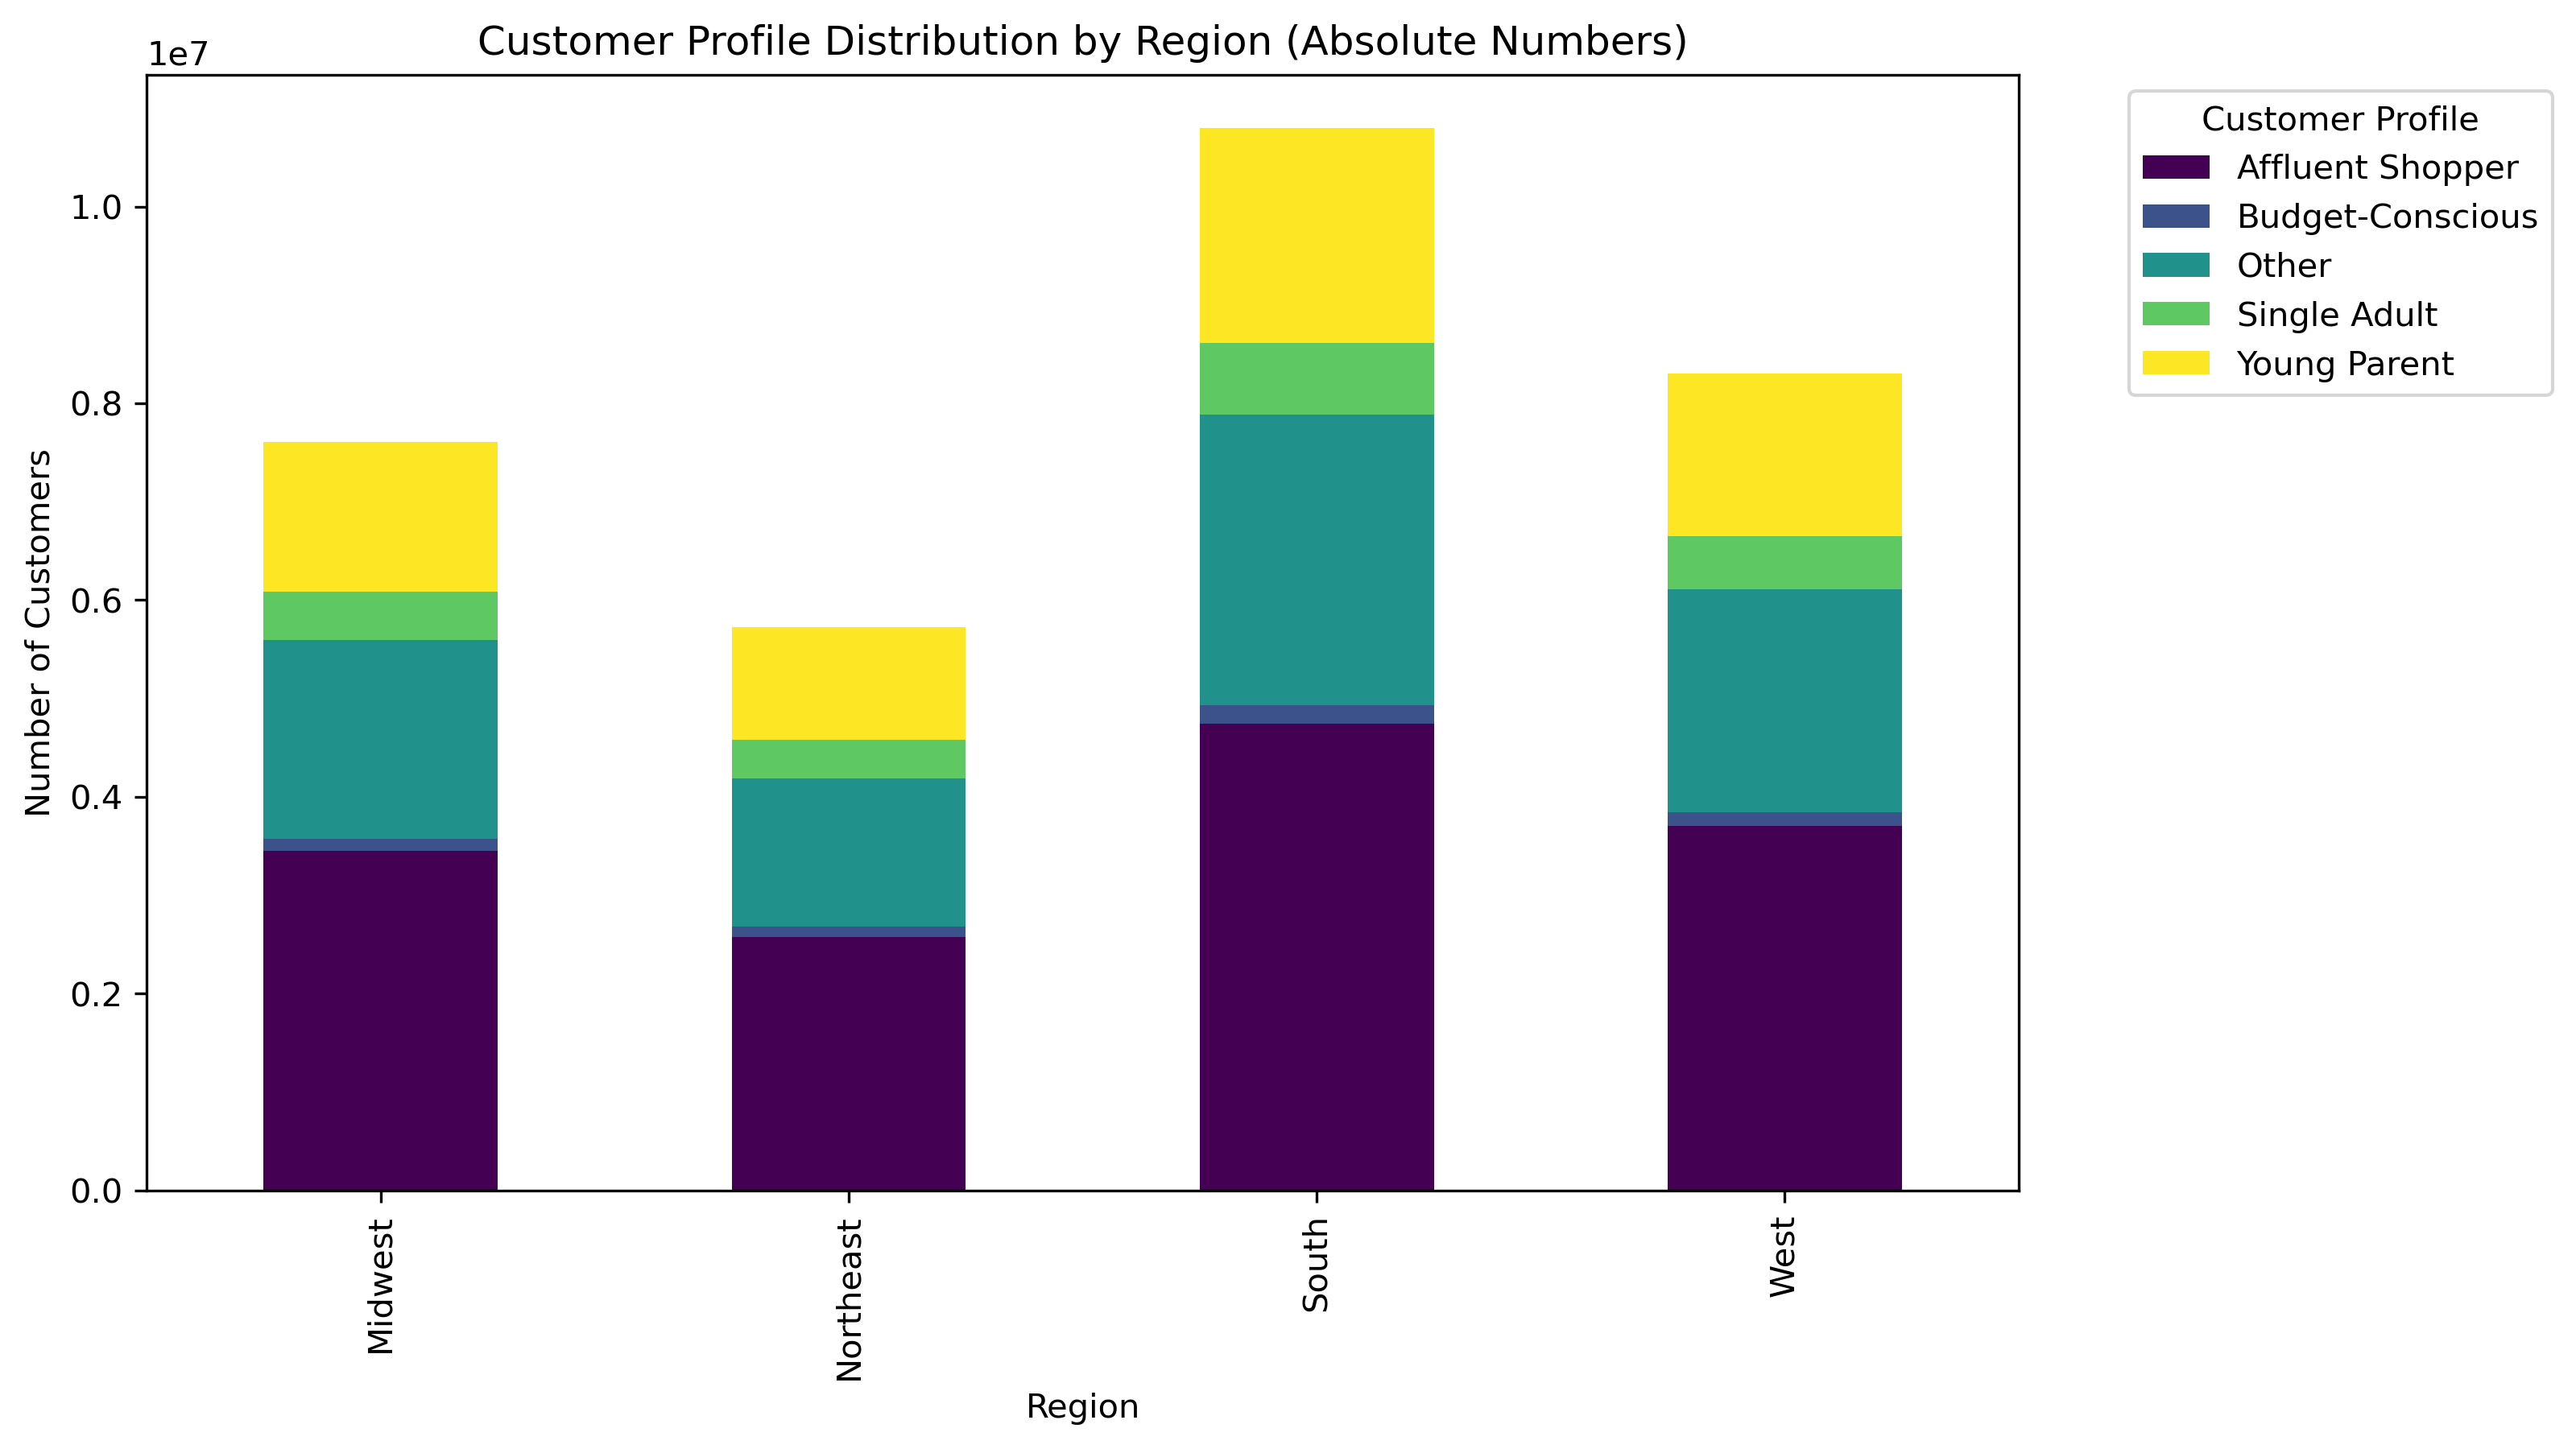 Customer Profile Distribution by Region (Absolute Numbers)
1e7
Customer Profile
Affluent Shopper
Budget-Conscious
Other
Single Adult
Young Parent
Number of Customers
1.0
0.8
0.6
0.4
0.2
0.0
Midwest
Northeast
South
West
Region